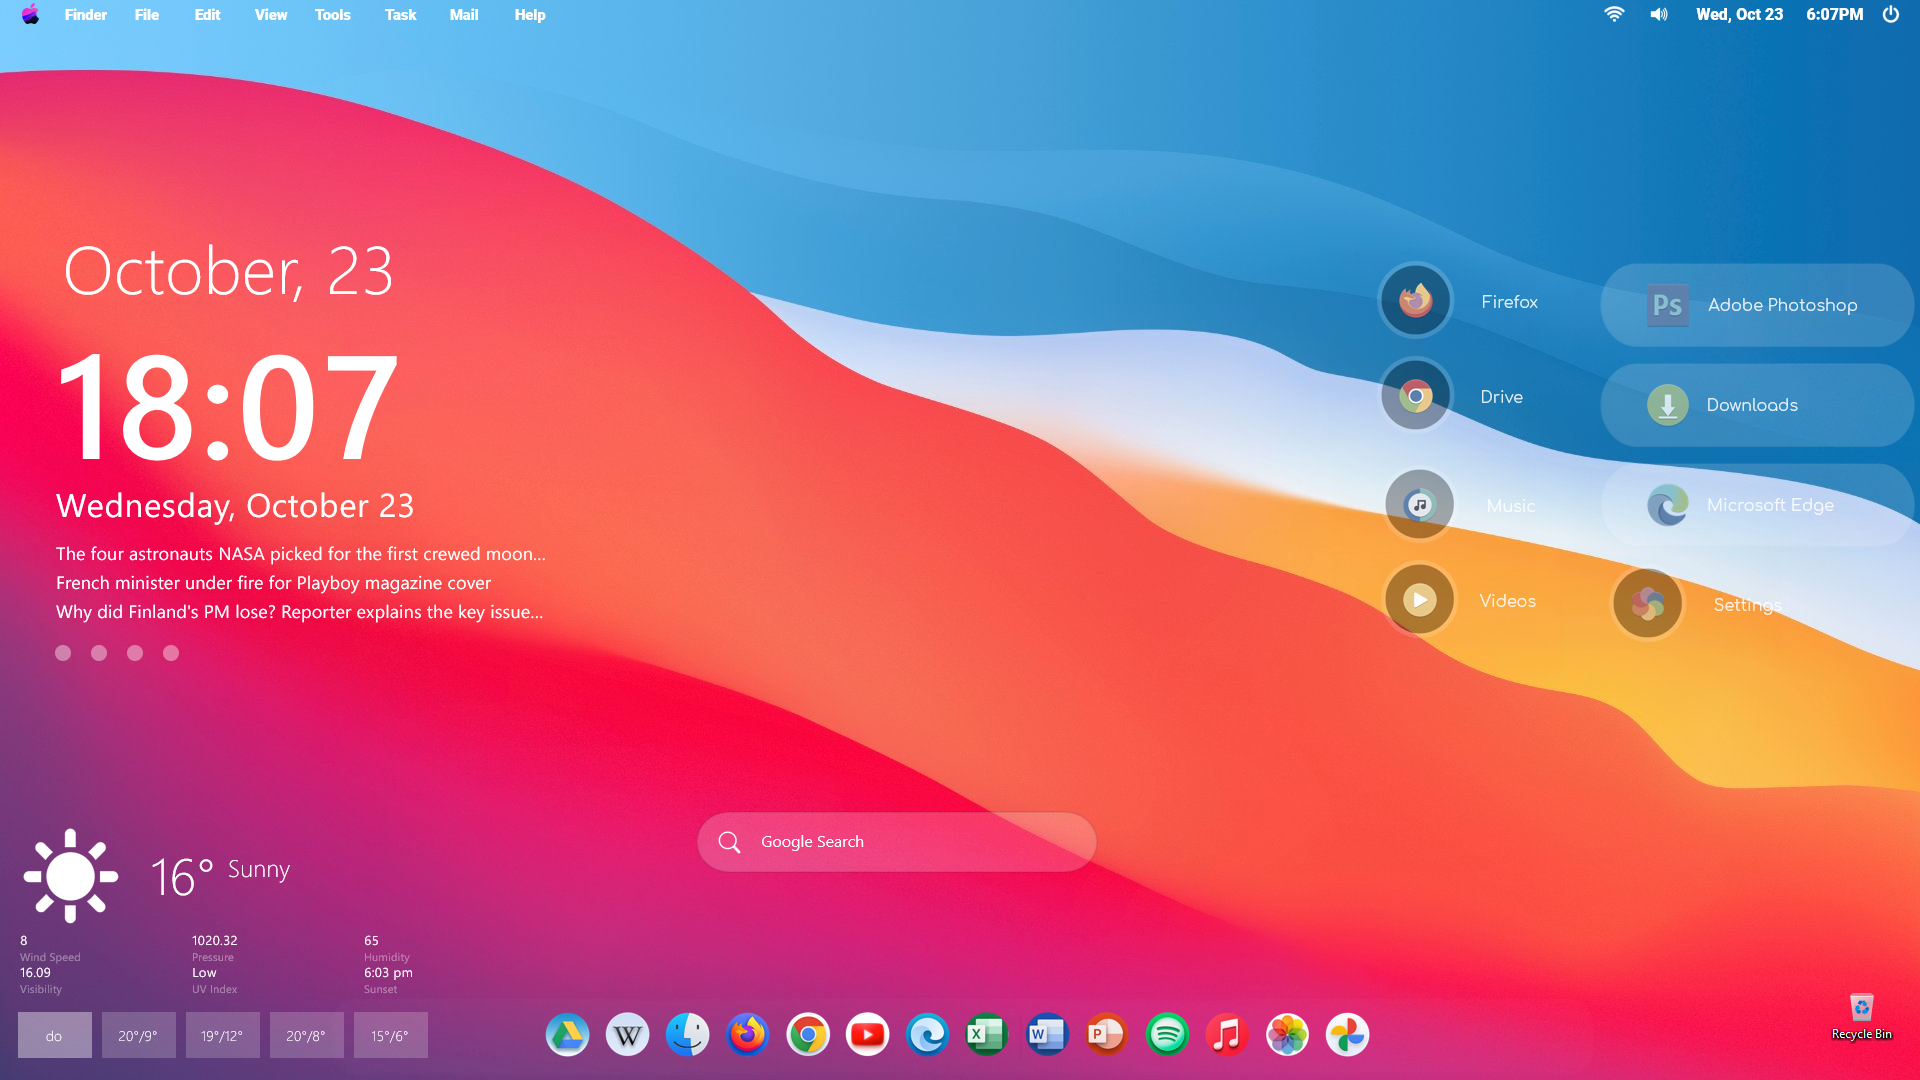 Finder File Edit View Tools Task Mail Help
Wed, Oct 23 6:07PM
October, 23
18:07
Wednesday, October 23
The four astronauts NASA picked for the first crewed moon...
French minister under fire for Playboy magazine cover
Why did Finland's PM lose? Reporter explains the key issue...
Firefox
Adobe Photoshop
Ps
Drive
Downloads
Music
Microsoft Edge
Videos
Settings
Google Search
16° Sunny
8 1020.32 65
Wind Speed Pressure Humidity
16.09 Low 6:03 pm
Visibility UV Index Sunset
do 20°/9° 19°/12° 20°/8° 15°/6°
W X W P
Recycle Bin